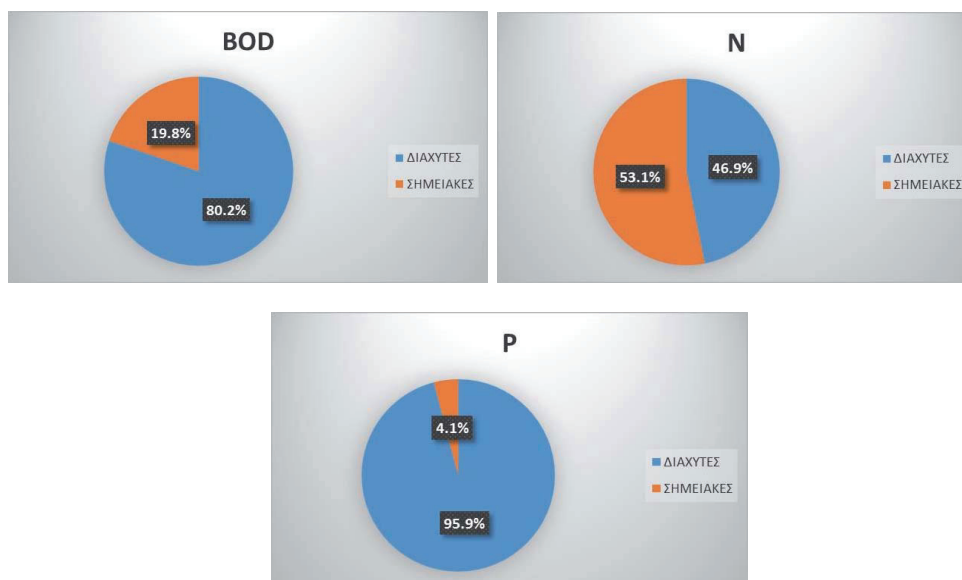 BOD
19.8%
80.2%
ΔΙΑΧΥΤΕΣ
ΣΗΜΕΙΑΚΕΣ
N
53.1%
46.9%
ΔΙΑΧΥΤΕΣ
ΣΗΜΕΙΑΚΕΣ
P
4.1%
95.9%
ΔΙΑΧΥΤΕΣ
ΣΗΜΕΙΑΚΕΣ